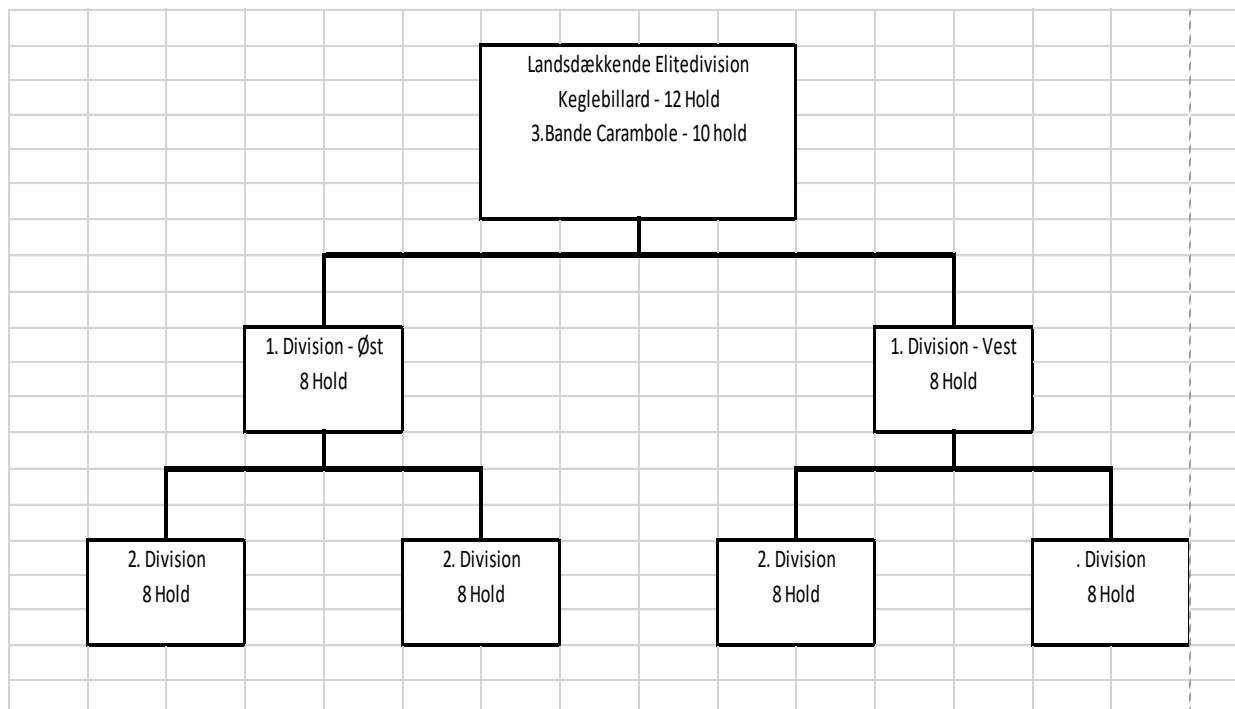 Landsdækkende Elitedivision
Keglebillard - 12 Hold
3.Bande Carambole - 10 hold
1. Division - Øst
8 Hold
1. Division - Vest
8 Hold
2. Division
8 Hold
2. Division
8 Hold
2. Division
8 Hold
. Division
8 Hold